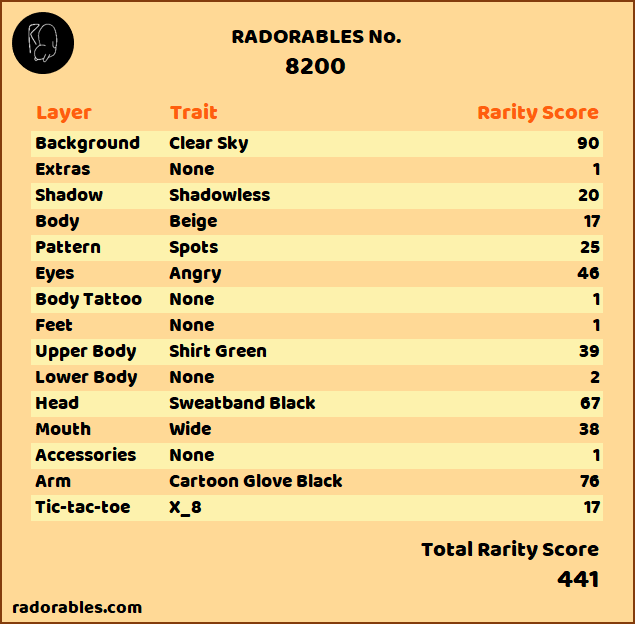 RADORABLES No.
8200
Layer Trait Rarity Score
Background Clear Sky 90
Extras None 1
Shadow Shadowless 20
Body Beige 17
Pattern Spots 25
Eyes Angry 46
Body Tattoo None 1
Feet None 1
Upper Body Shirt Green 39
Lower Body None 2
Head Sweatband Black 67
Mouth Wide 38
Accessories None 1
Arm Cartoon Glove Black 76
Tic-tac-toe X_8 17
Total Rarity Score
441
radorables.com